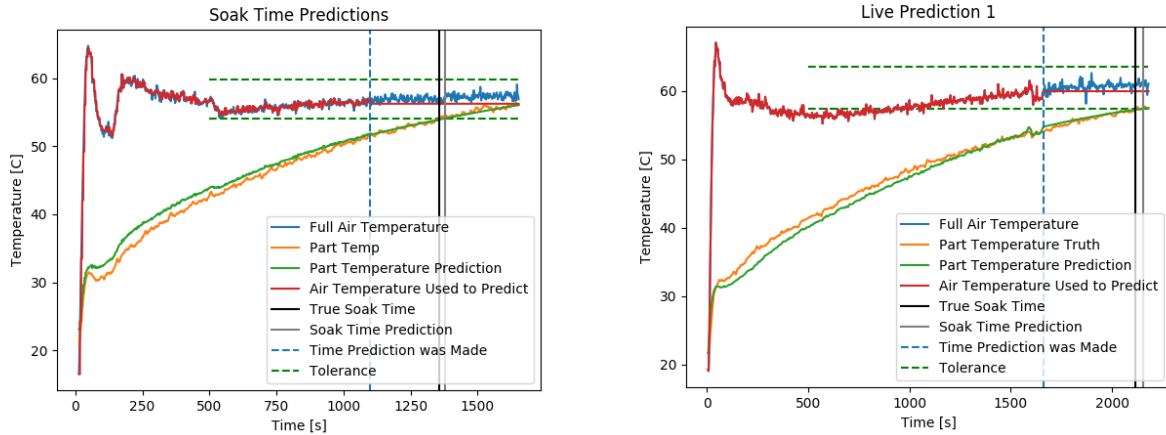 Soak Time Predictions
Temperature [C]
60
50
40
30
20
Full Air Temperature
Part Temp
Part Temperature Prediction
Air Temperature Used to Predict
True Soak Time
Soak Time Prediction
Time Prediction was Made
Tolerance
0
250
500
750
1000
1250
1500
Time [s]
Live Prediction 1
Temperature [C]
60
50
40
30
20
Full Air Temperature
Part Temperature Truth
Part Temperature Prediction
Air Temperature Used to Predict
True Soak Time
Soak Time Prediction
Time Prediction was Made
Tolerance
0
500
1000
1500
2000
Time [s]